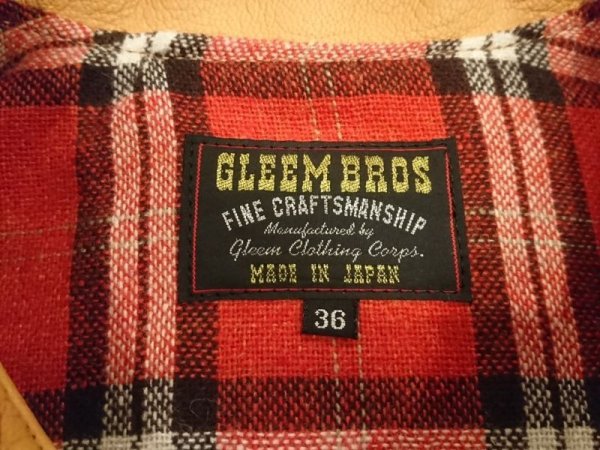 GLEEM BROS
FINE CRAFTSMANSHIP
Manufactured by
Gleem Clothing Corps.
MADE IN JAPAN
36